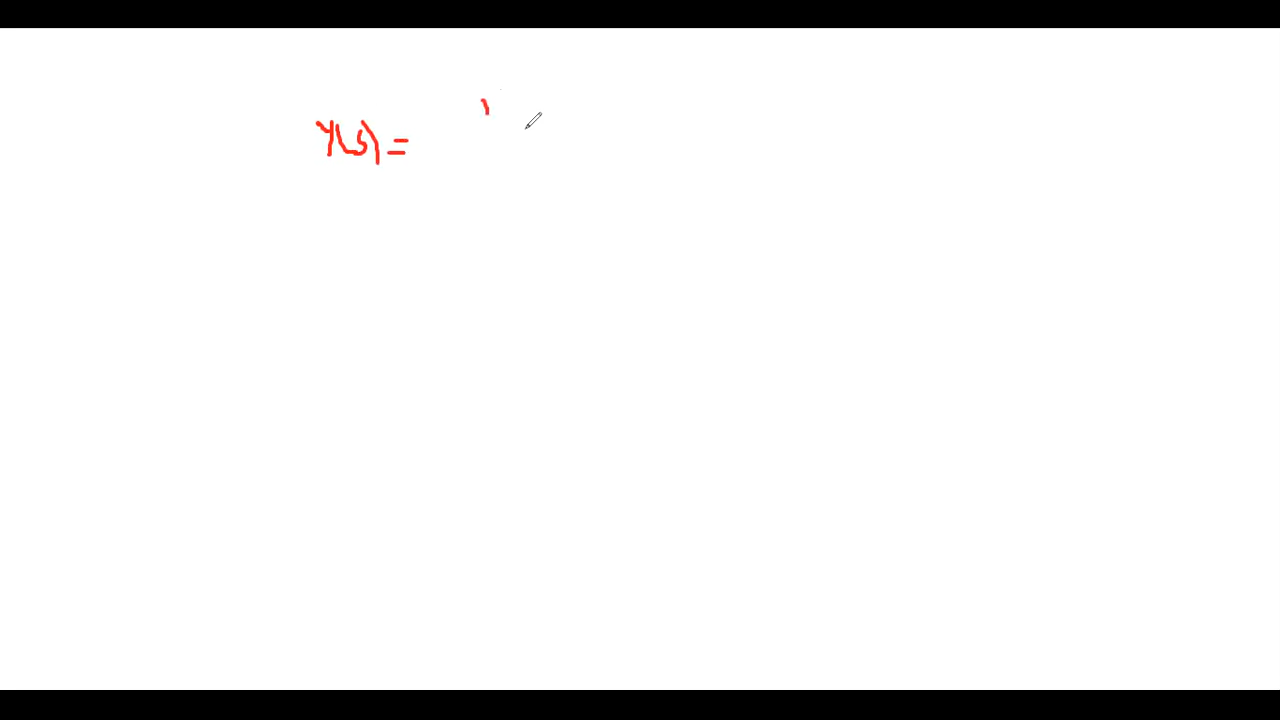 Y(s) =